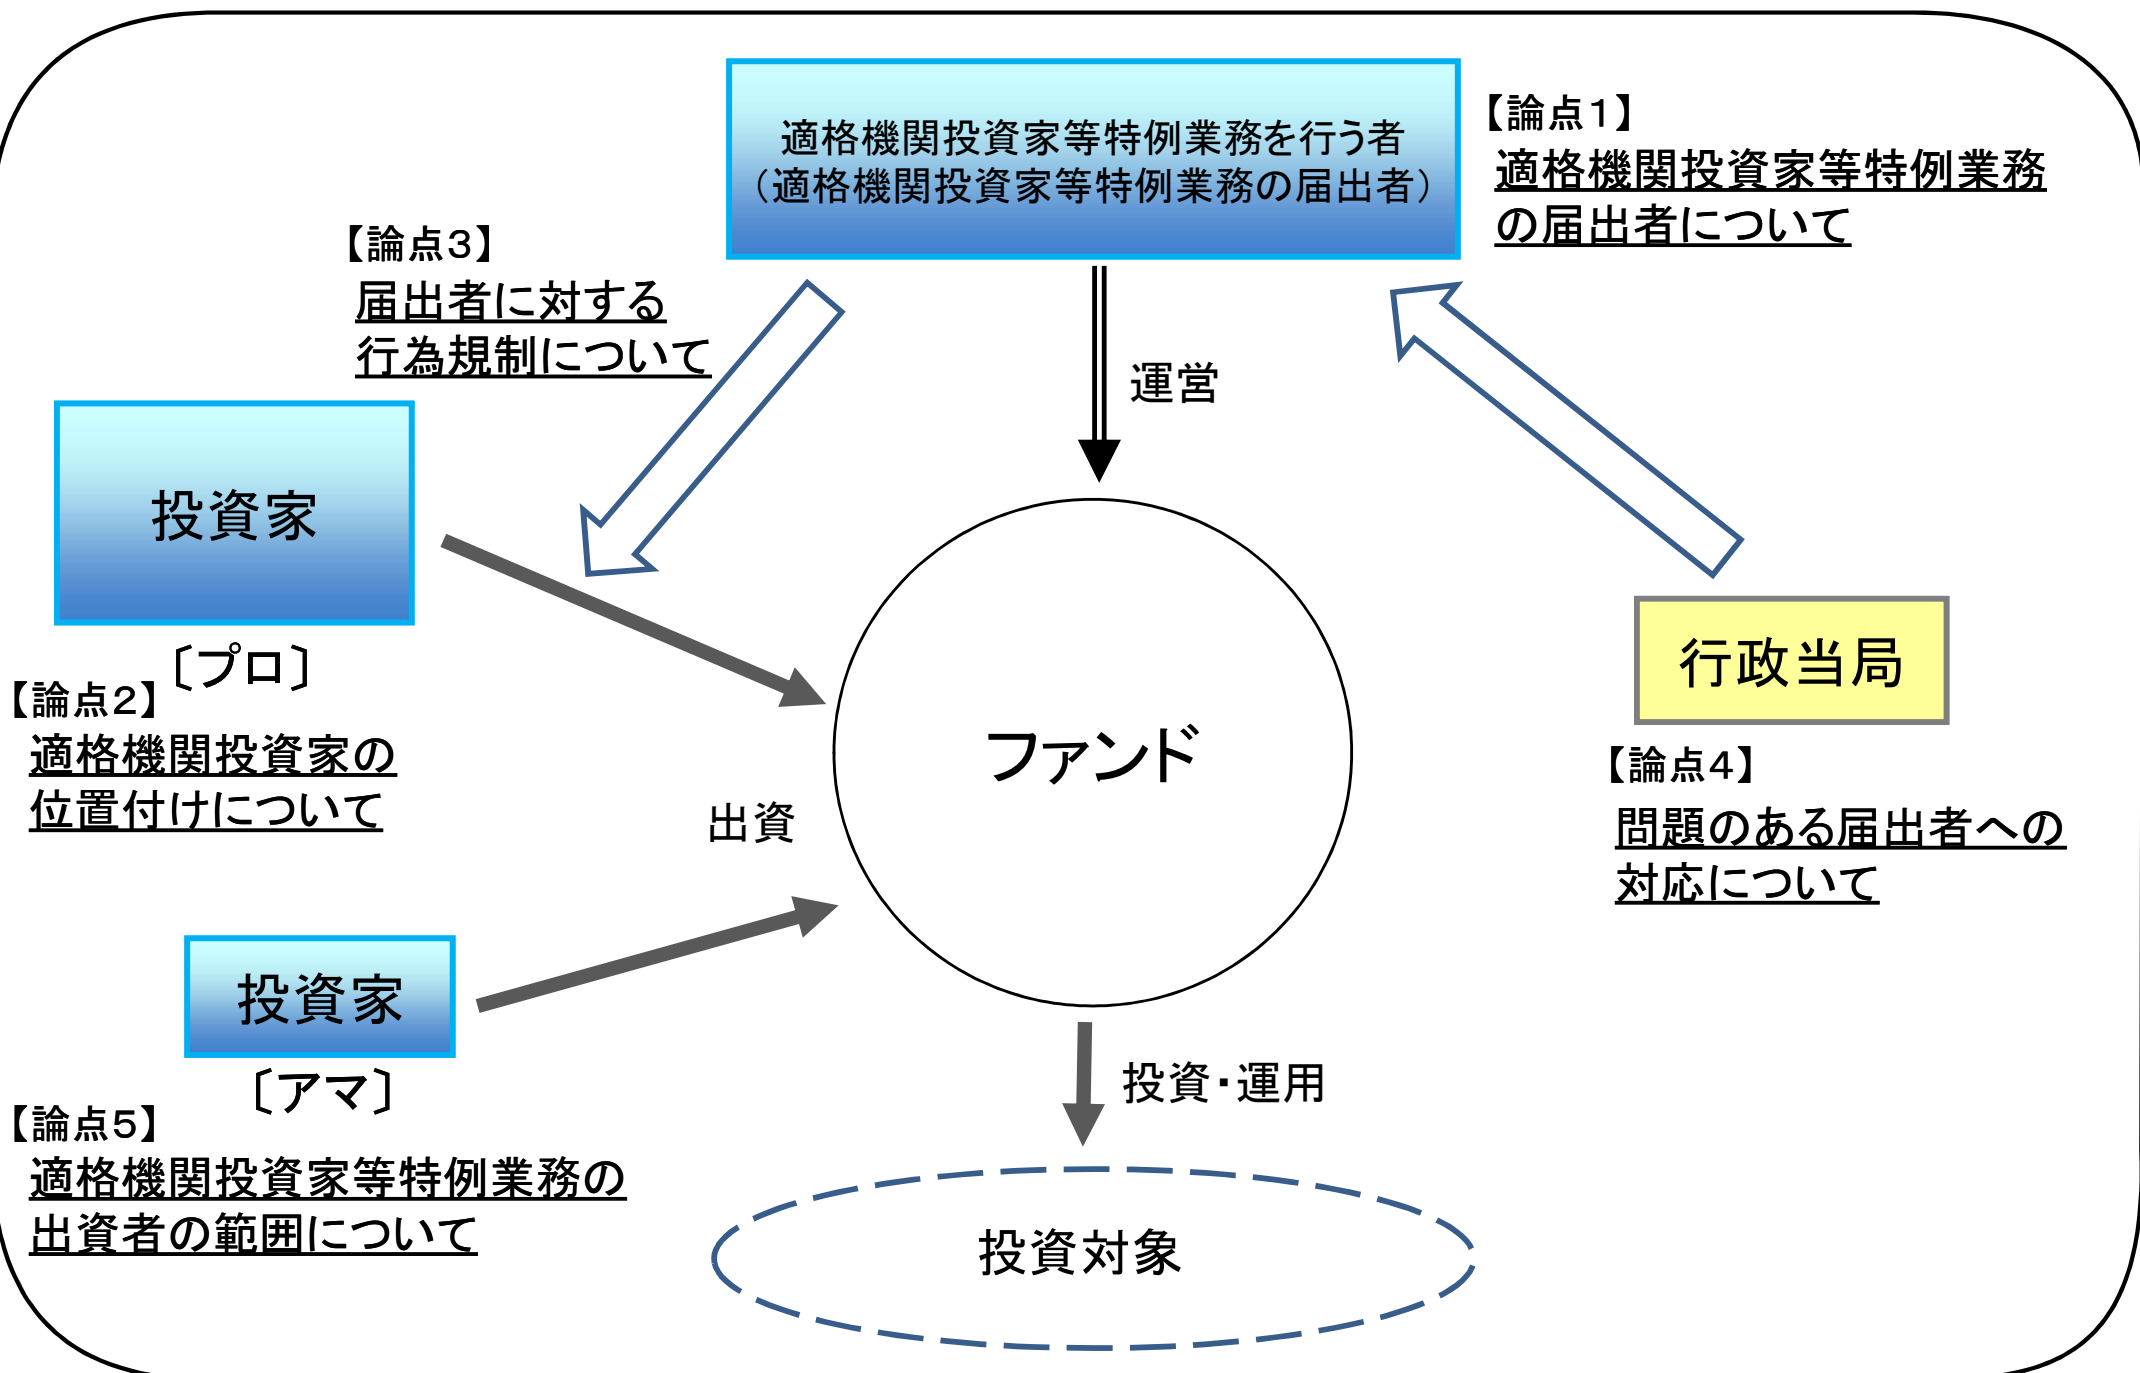 適格機関投資家等特例業務を行う者
（適格機関投資家等特例業務の届出者）
【論点１】
適格機関投資家等特例業務
の届出者について
【論点３】
届出者に対する
行為規制について
運営
投資家
〔プロ〕
【論点２】
適格機関投資家の
位置付けについて
ファンド
行政当局
【論点４】
問題のある届出者への
対応について
出資
投資家
〔アマ〕
【論点５】
適格機関投資家等特例業務の
出資者の範囲について
投資・運用
投資対象